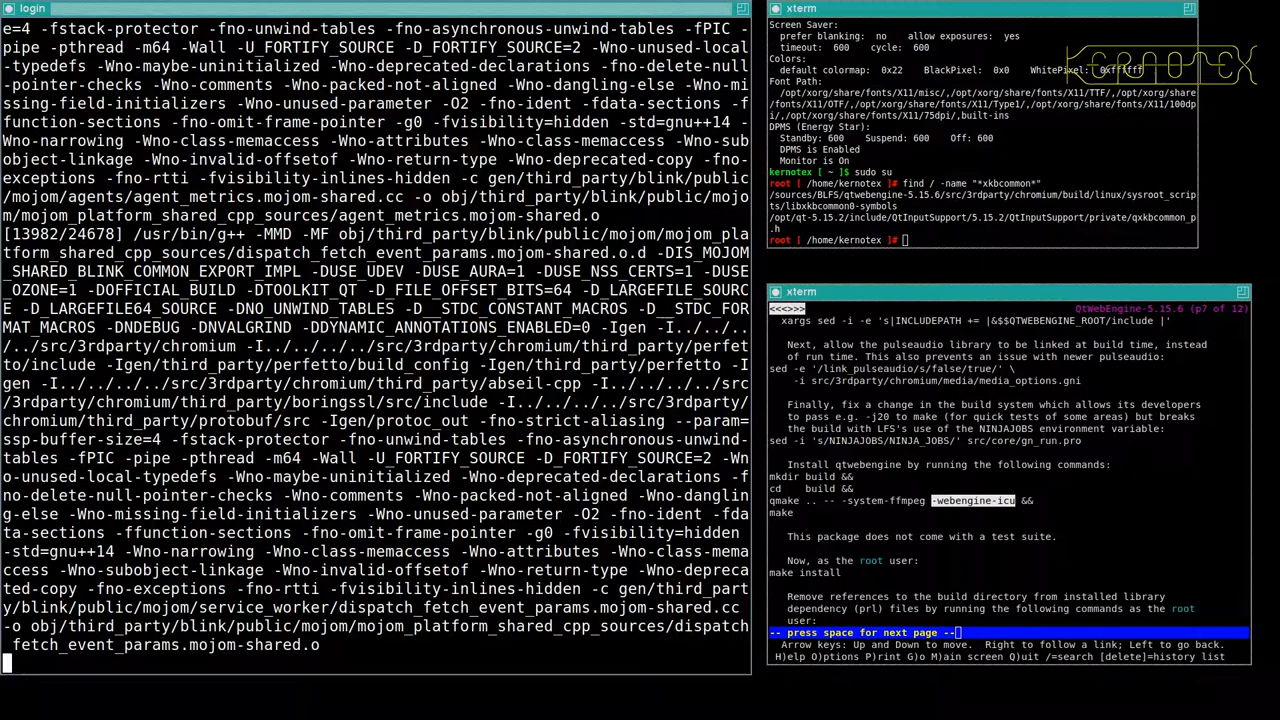 login
e=4 -fstack-protector -fno-unwind-tables -fno-asynchronous-unwind-tables -fPIC -
pipe -pthread -m64 -Wall -U_FORTIFY_SOURCE -D_FORTIFY_SOURCE=2 -Wno-unused-local
-typedefs -Wno-maybe-uninitialized -Wno-deprecated-declarations -fno-delete-null
-pointer-checks -Wno-comments -Wno-packed-not-aligned -Wno-dangling-else -Wno-mi
ssing-field-initializers -Wno-unused-parameter -O2 -fno-ident -fdata-sections -f
function-sections -fno-omit-frame-pointer -g0 -fvisibility=hidden -std=gnu++14 -
Wno-narrowing -Wno-class-memaccess -Wno-attributes -Wno-class-memaccess -Wno-sub
object-linkage -Wno-invalid-offsetof -Wno-return-type -Wno-deprecated-copy -fno-
exceptions -fno-rtti -fvisibility-inlines-hidden -c gen/third_party/blink/public
/mojom/agents/agent_metrics.mojom-shared.cc -o obj/third_party/blink/public/mojo
m/mojom_platform_shared_cpp_sources/agent_metrics.mojom-shared.o
[13982/24678] /usr/bin/g++ -MMD -MF obj/third_party/blink/public/mojom/mojom_pla
tform_shared_cpp_sources/dispatch_fetch_event_params.mojom-shared.o.d -DIS_MOJOM
_SHARED_BLINK_COMMON_EXPORT_IMPL -DUSE_UDEV -DUSE_AURA=1 -DUSE_NSS_CERTS=1 -DUSE
_OZONE=1 -DOFFICIAL_BUILD -DTOOLKIT_QT -D_FILE_OFFSET_BITS=64 -D_LARGEFILE_SOURC
E -D_LARGEFILE64_SOURCE -DNO_UNWIND_TABLES -D__STDC_CONSTANT_MACROS -D__STDC_FOR
MAT_MACROS -DNDEBUG -DNVALGRIND -DDYNAMIC_ANNOTATIONS_ENABLED=0 -Igen -I../../..
/../src/3rdparty/chromium -I../../../../src/3rdparty/chromium/third_party/perfet
to/include -Igen/third_party/perfetto/build_config -Igen/third_party/perfetto -I
gen -I../../../../src/3rdparty/chromium/third_party/abseil-cpp -I../../../../src
/3rdparty/chromium/third_party/boringssl/src/include -I../../../../src/3rdparty/
chromium/third_party/protobuf/src -Igen/protoc_out -fno-strict-aliasing --param=
ssp-buffer-size=4 -fstack-protector -fno-unwind-tables -fno-asynchronous-unwind-
tables -fPIC -pipe -pthread -m64 -Wall -U_FORTIFY_SOURCE -D_FORTIFY_SOURCE=2 -Wn
o-unused-local-typedefs -Wno-maybe-uninitialized -Wno-deprecated-declarations -f
no-delete-null-pointer-checks -Wno-comments -Wno-packed-not-aligned -Wno-danglin
g-else -Wno-missing-field-initializers -Wno-unused-parameter -O2 -fno-ident -fda
ta-sections -ffunction-sections -fno-omit-frame-pointer -g0 -fvisibility=hidden
-std=gnu++14 -Wno-narrowing -Wno-class-memaccess -Wno-attributes -Wno-class-mema
ccess -Wno-subobject-linkage -Wno-invalid-offsetof -Wno-return-type -Wno-depreca
ted-copy -fno-exceptions -fno-rtti -fvisibility-inlines-hidden -c gen/third_part
y/blink/public/mojom/service_worker/dispatch_fetch_event_params.mojom-shared.cc
-o obj/third_party/blink/public/mojom/mojom_platform_shared_cpp_sources/dispatch
_fetch_event_params.mojom-shared.o
xterm
Screen Saver:
prefer blanking:  no    allow exposures:  yes
timeout:  600    cycle:  600
Colors:
default colormap: 0x22    BlackPixel: 0x0    WhitePixel: 0xffffff
Font Path:
/opt/xorg/share/fonts/X11/misc/,/opt/xorg/share/fonts/X11/TTF/,/opt/xorg/share
/fonts/X11/OTF/,/opt/xorg/share/fonts/X11/Type1/,/opt/xorg/share/fonts/X11/100dp
i/,/opt/xorg/share/fonts/X11/75dpi/,built-ins
DPMS (Energy Star):
Standby: 600    Suspend: 600    Off: 600
DPMS is Enabled
Monitor is On
kernotex [ ~ ]$ sudo su
root [ /home/kernotex ]# find / -name "*xkbcommon*"
/sources/BLFS/qtwebengine-5.15.6/src/3rdparty/chromium/build/linux/sysroot_scrip
ts/libxkbcommon0-symbols
/opt/qt-5.15.2/include/QtInputSupport/5.15.2/QtInputSupport/private/qxkbcommon_p
.h
root [ /home/kernotex ]#
KERNOTEX
xterm
<<<>>> QtWebEngine-5.15.6 (p7 of 12)
xargs sed -i -e 's|INCLUDEPATH += |&$$QTWEBENGINE_ROOT/include |'
Next, allow the pulseaudio library to be linked at build time, instead
of run time. This also prevents an issue with newer pulseaudio:
sed -e '/link_pulseaudio/s/false/true/' \
-i src/3rdparty/chromium/media/media_options.gni
Finally, fix a change in the build system which allows its developers
to pass e.g. -j20 to make (for quick tests of some areas) but breaks
the build with LFS's use of the NINJAJOBS environment variable:
sed -i 's/NINJAJOBS/NINJA_JOBS/' src/core/gn_run.pro
Install qtwebengine by running the following commands:
mkdir build &&
cd    build &&
qmake .. -- -system-ffmpeg -webengine-icu &&
make
This package does not come with a test suite.
Now, as the root user:
make install
Remove references to the build directory from installed library
dependency (prl) files by running the following commands as the root
user:
-- press space for next page --
Arrow keys: Up and Down to move.  Right to follow a link; Left to go back.
H)elp O)ptions P)rint G)o M)ain screen Q)uit /=search [delete]=history list